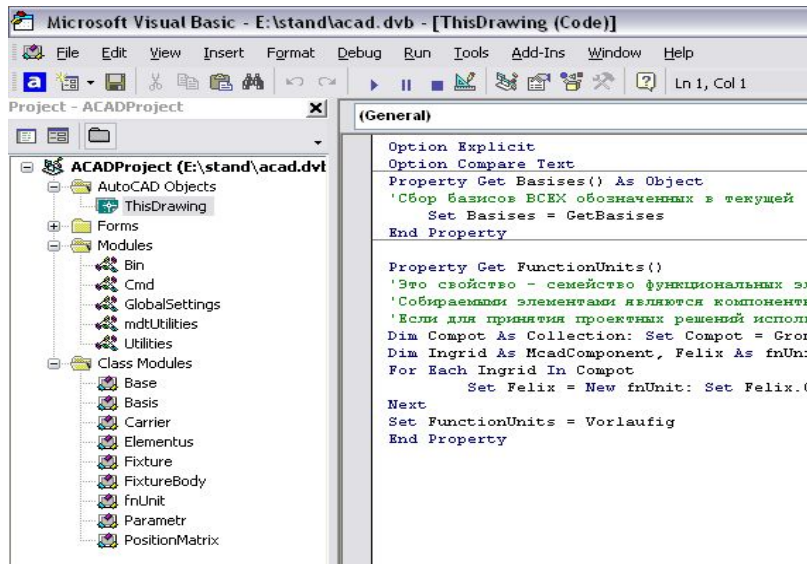 Microsoft Visual Basic - E:\stand\acad.dvb - [ThisDrawing (Code)]
File Edit View Insert Format Debug Run Tools Add-Ins Window Help
Ln 1, Col 1
Project - ACADProject
(General)
ACADProject (E:\stand\acad.dvb
AutoCAD Objects
ThisDrawing
Forms
Modules
Bin
Cmd
GlobalSettings
mdtUtilities
Utilities
Class Modules
Base
Basis
Carrier
Elementus
Fixture
FixtureBody
fnUnit
Parametr
PositionMatrix
Option Explicit
Option Compare Text
Property Get Basises() As Object
'Сбор базисов ВСЕХ обозначенных в текущей
Set Basises = GetBasises
End Property
Property Get FunctionUnits()
'Это свойство - семейство функциональных
'Собираемыми элементами являются
'Если для принятия проектных решений
Dim Compot As Collection: Set Compot =
Dim Ingrid As McadComponent, Felix As
For Each Ingrid In Compot
Set Felix = New fnUnit: Set Felix.
Next
Set FunctionUnits = Vorlaufig
End Property